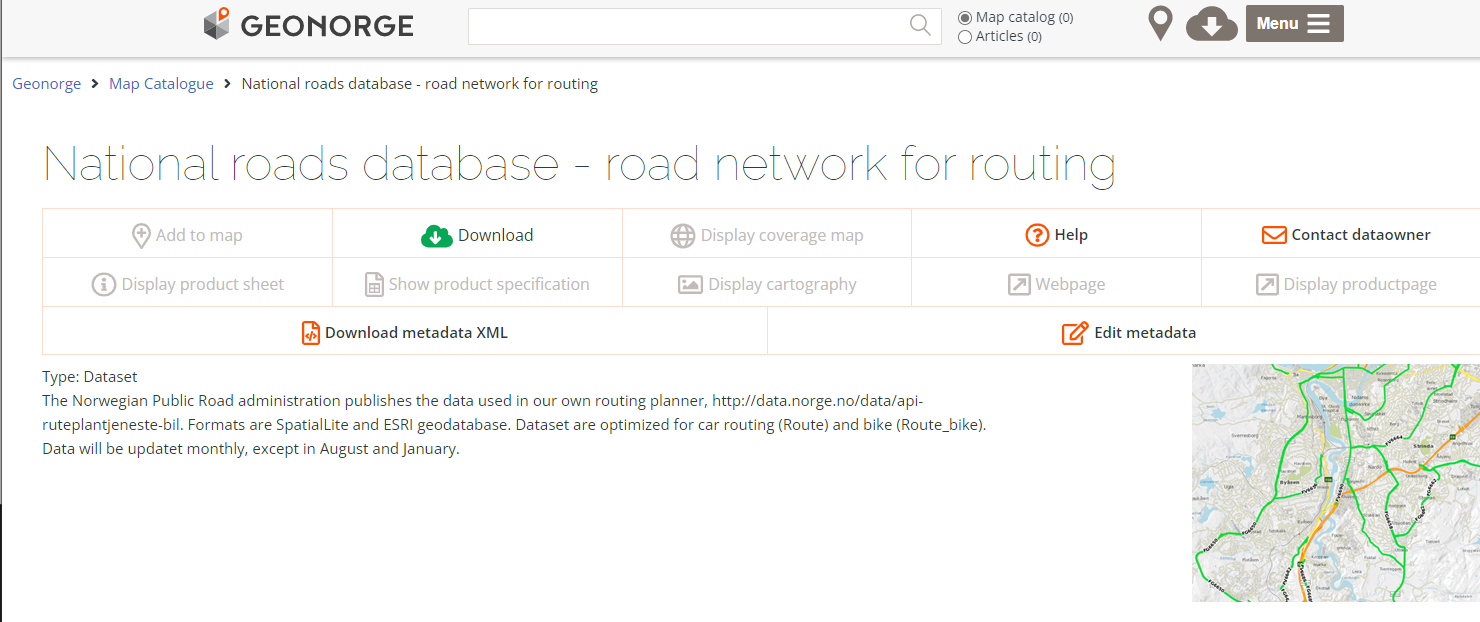 GEONORGE
Map catalog (0)
Articles (0)
Menu
Geonorge > Map Catalogue > National roads database - road network for routing
National roads database - road network for routing
Add to map
Download
Display coverage map
Help
Contact dataowner
Display product sheet
Show product specification
Display cartography
Webpage
Display productpage
Download metadata XML
Edit metadata
Type: Dataset
The Norwegian Public Road administration publishes the data used in our own routing planner, http://data.norge.no/data/api-
ruteplantjeneste-bil. Formats are SpatialLite and ESRI geodatabase. Dataset are optimized for car routing (Route) and bike (Route_bike).
Data will be updatet monthly, except in August and January.